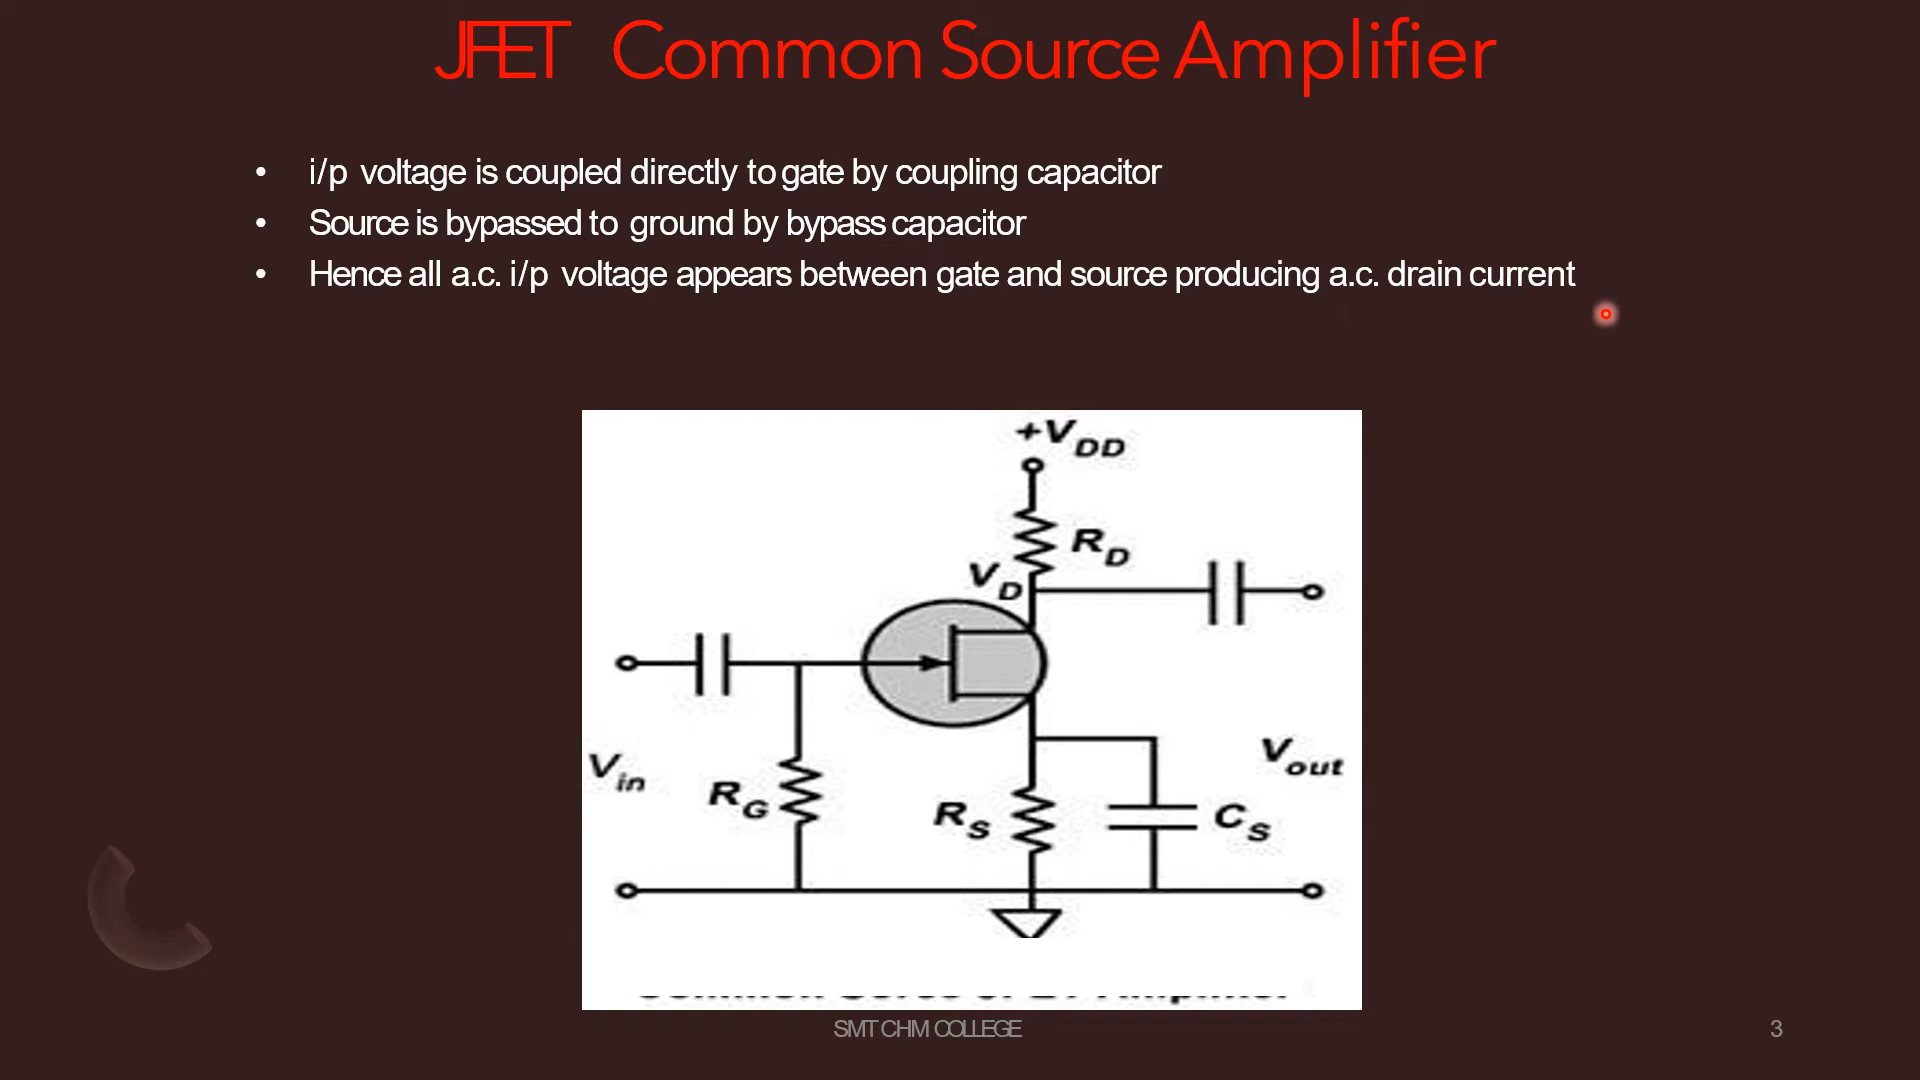 JFET Common Source Amplifier
• i/p voltage is coupled directly to gate by coupling capacitor
• Source is bypassed to ground by bypass capacitor
• Hence all a.c. i/p voltage appears between gate and source producing a.c. drain current
+VDD
RD
VD
Vin
RG
RS
CS
Vout
SMT CHM COLLEGE
3